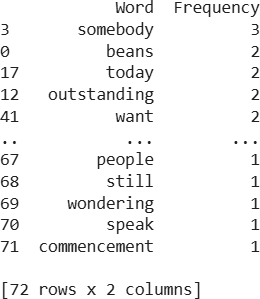 Word Frequency
3 somebody 3
0 beans 2
17 today 2
12 outstanding 2
41 want 2
.. ... ...
67 people 1
68 still 1
69 wondering 1
70 speak 1
71 commencement 1
[72 rows x 2 columns]